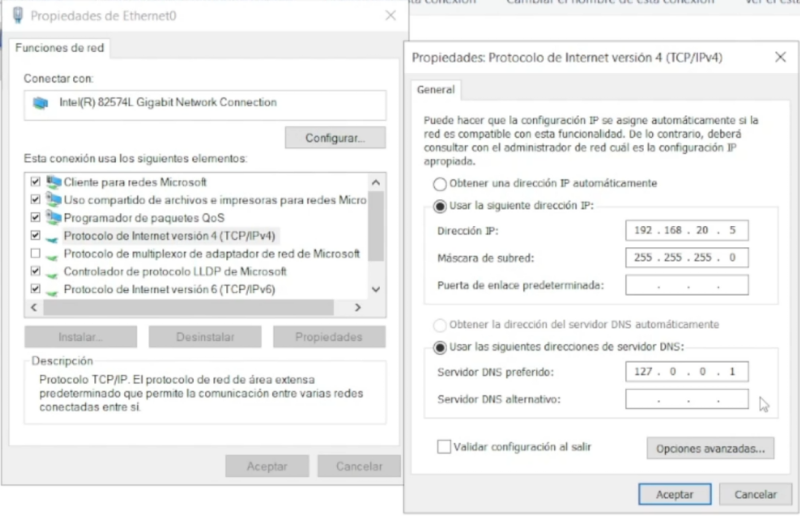 Cambiar el nombre de esta conexión
Propiedades de Ethernet0
Funciones de red
Conectar con:
Intel(R) 82574L Gigabit Network Connection
Configurar...
Esta conexión usa los siguientes elementos:
Cliente para redes Microsoft
Uso compartido de archivos e impresoras para redes Micro
Programador de paquetes QoS
Protocolo de Internet versión 4 (TCP/IPv4)
Protocolo de multiplexor de adaptador de red de Microsoft
Controlador de protocolo LLDP de Microsoft
Protocolo de Internet versión 6 (TCP/IPv6)
Instalar...
Desinstalar
Propiedades
Descripción
Protocolo TCP/IP. El protocolo de red de área extensa
predeterminado que permite la comunicación entre varias redes
conectadas entre sí.
Aceptar
Cancelar
Propiedades: Protocolo de Internet versión 4 (TCP/IPv4)
General
Puede hacer que la configuración IP se asigne automáticamente si la
red es compatible con esta funcionalidad. De lo contrario, deberá
consultar con el administrador de red cuál es la configuración IP
apropiada.
Obtener una dirección IP automáticamente
Usar la siguiente dirección IP:
Dirección IP: 192 . 168 . 20 . 5
Máscara de subred: 255 . 255 . 255 . 0
Puerta de enlace predeterminada: . . .
Obtener la dirección del servidor DNS automáticamente
Usar las siguientes direcciones de servidor DNS:
Servidor DNS preferido: 127 . 0 . 0 . 1
Servidor DNS alternativo: . . .
Validar configuración al salir
Opciones avanzadas...
Aceptar
Cancelar